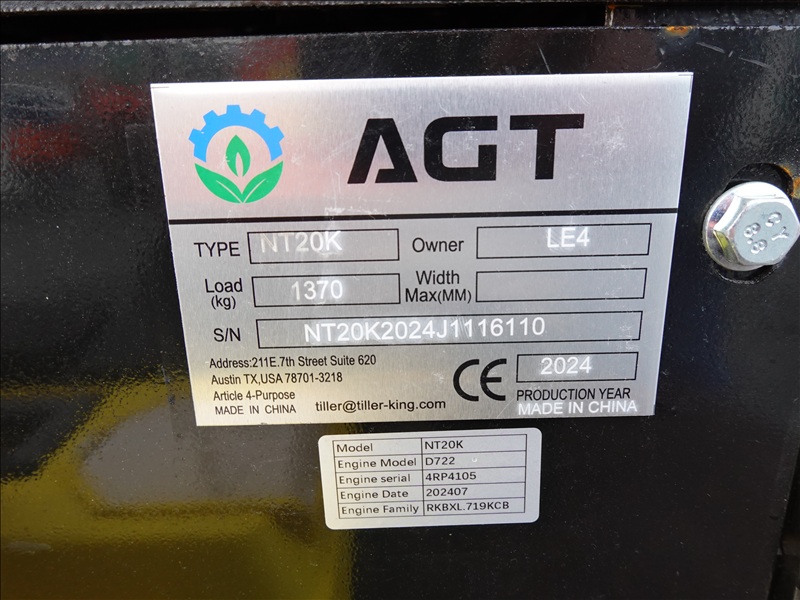 AGT
TYPE NT20K Owner LE4
Load (kg) 1370 Width Max(MM)
S/N NT20K2024J1116110
Address:211E.7th Street Suite 620
Austin TX,USA 78701-3218
Article 4-Purpose
MADE IN CHINA tiller@tiller-king.com
CE 2024
PRODUCTION YEAR
MADE IN CHINA
Model NT20K
Engine Model D722
Engine serial 4RP4105
Engine Date 202407
Engine Family RKBXL.719KCB
GY
8.8